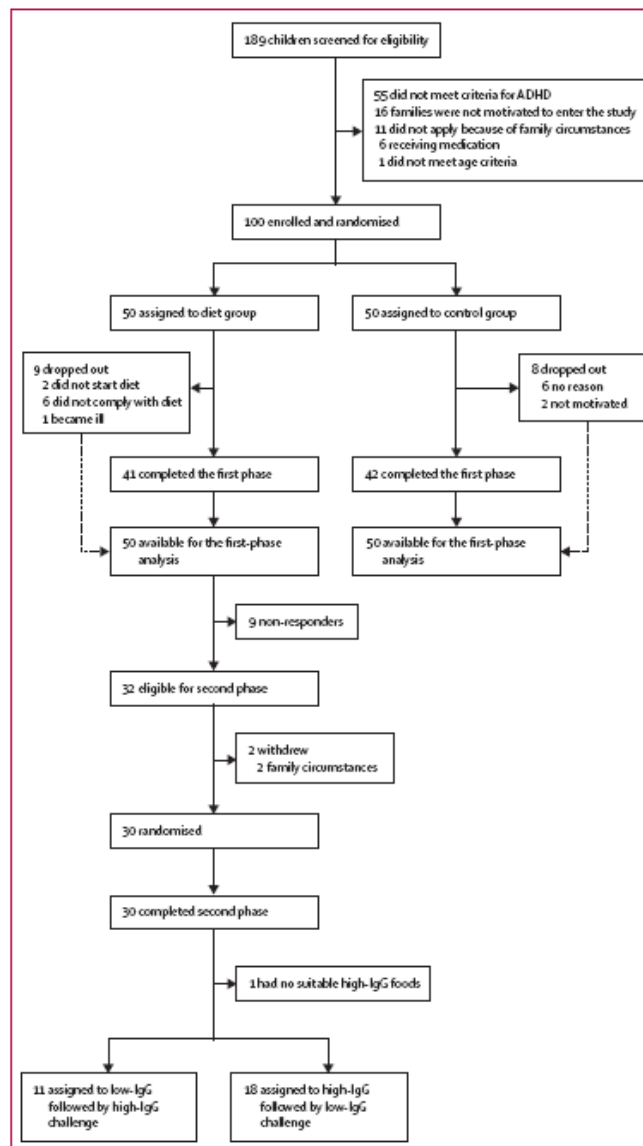 189 children screened for eligibility
55 did not meet criteria for ADHD
16 families were not motivated to enter the study
11 did not apply because of family circumstances
6 receiving medication
1 did not meet age criteria
100 enrolled and randomised
50 assigned to diet group
50 assigned to control group
9 dropped out
2 did not start diet
6 did not comply with diet
1 became ill
8 dropped out
6 no reason
2 not motivated
41 completed the first phase
42 completed the first phase
50 available for the first-phase
analysis
50 available for the first-phase
analysis
9 non-responders
32 eligible for second phase
2 withdrew
2 family circumstances
30 randomised
30 completed second phase
1 had no suitable high-IgG foods
11 assigned to low-IgG
followed by high-IgG
challenge
18 assigned to high-IgG
followed by low-IgG
challenge